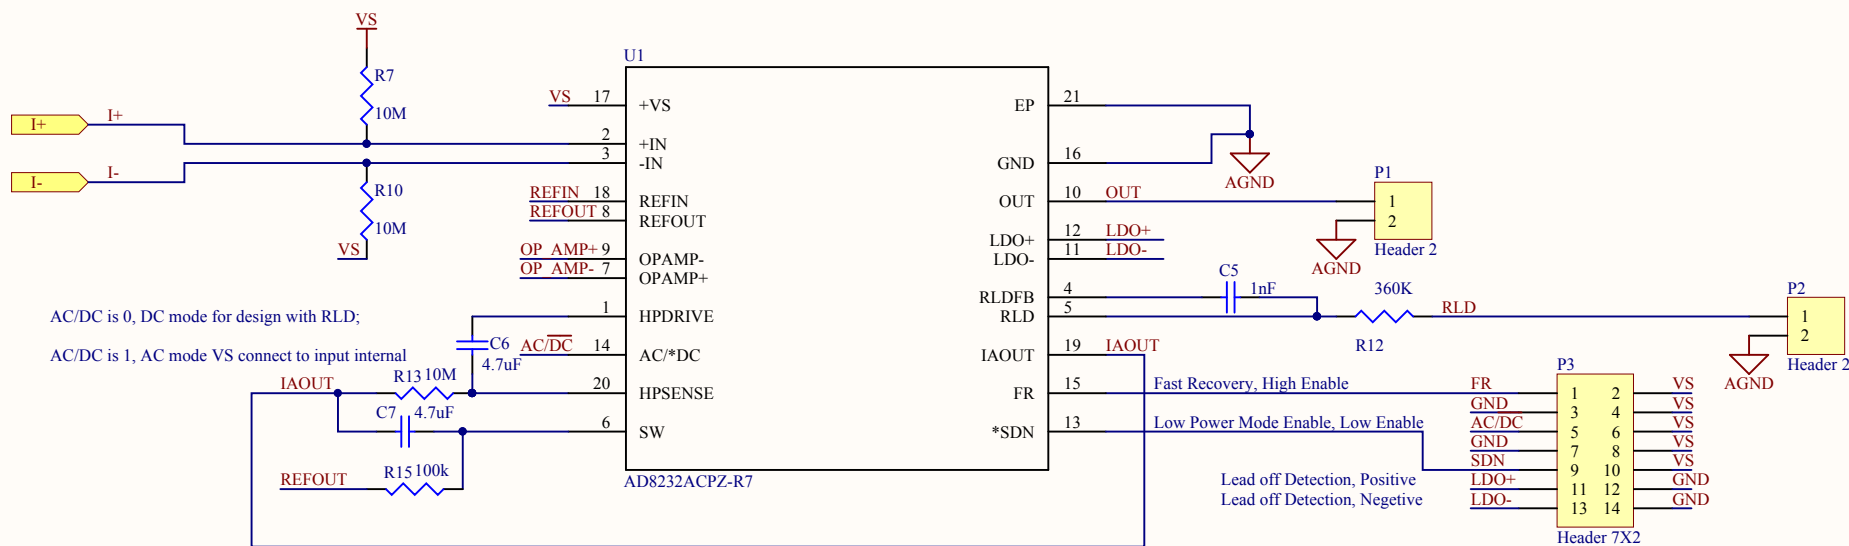 VS
R7
10M
I+
I+
I-
I-
R10
10M
VS
U1
VS 17 +VS
2 +IN
3 -IN
REFIN 18 REFIN
REFOUT 8 REFOUT
OP_AMP+ 9 OPAMP-
OP_AMP- 7 OPAMP+
1 HPDRIVE
AC/DC 14 AC/*DC
20 HPSENSE
6 SW
EP 21
GND 16
OUT 10 OUT
LDO+ 12 LDO+
LDO- 11 LDO-
RLDFB 4
RLD 5
IAOUT 19 IAOUT
FR 15
*SDN 13
AD8232ACPZ-R7
AC/DC is 0, DC mode for design with RLD;
AC/DC is 1, AC mode VS connect to input internal
C6
4.7uF
IAOUT
R13 10M
C7 4.7uF
REFOUT
R15 100k
AGND
P1
1
2
Header 2
AGND
C5
1nF
360K
R12
RLD
P2
1
2
Header 2
AGND
Fast Recovery, High Enable
Low Power Mode Enable, Low Enable
Lead off Detection, Positive
Lead off Detection, Negetive
P3
FR 1 2 VS
GND 3 4 VS
AC/DC 5 6 VS
GND 7 8 VS
SDN 9 10 VS
LDO+ 11 12 GND
LDO- 13 14 GND
Header 7X2